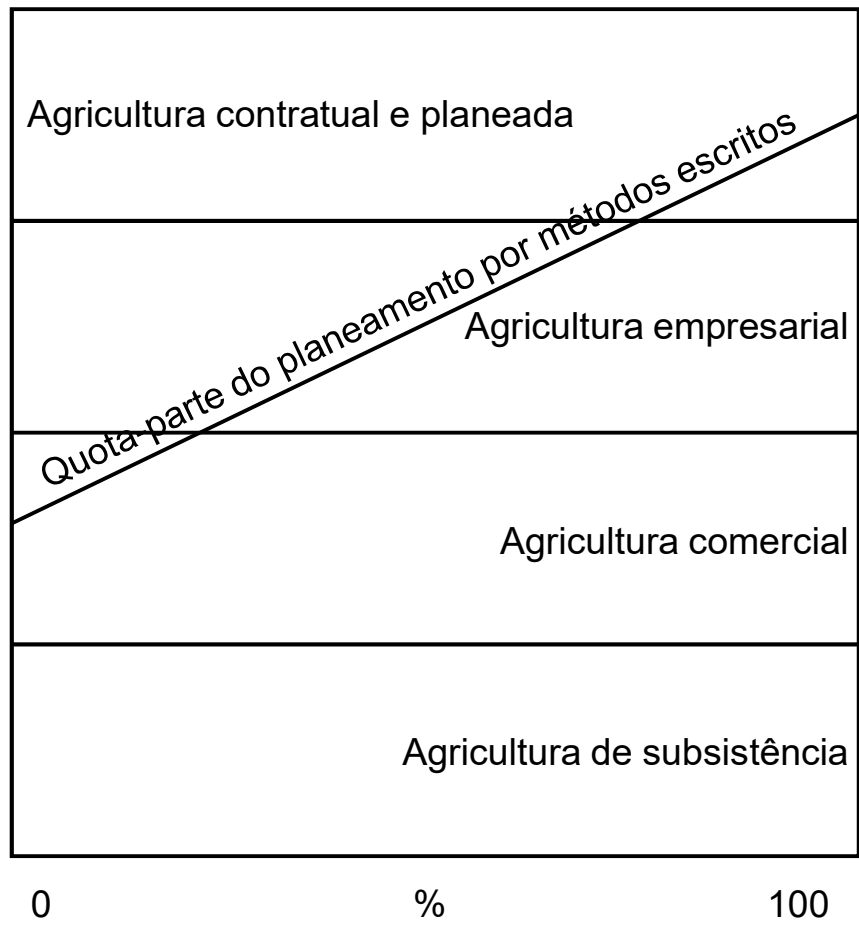 Agricultura contratual e planeada
Quota-parte do planeamento por métodos escritos
Agricultura empresarial
Agricultura comercial
Agricultura de subsistência
0 % 100